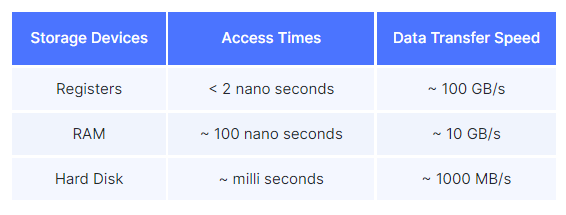 Storage Devices Access Times Data Transfer Speed
Registers < 2 nano seconds ~ 100 GB/s
RAM ~ 100 nano seconds ~ 10 GB/s
Hard Disk ~ milli seconds ~ 1000 MB/s